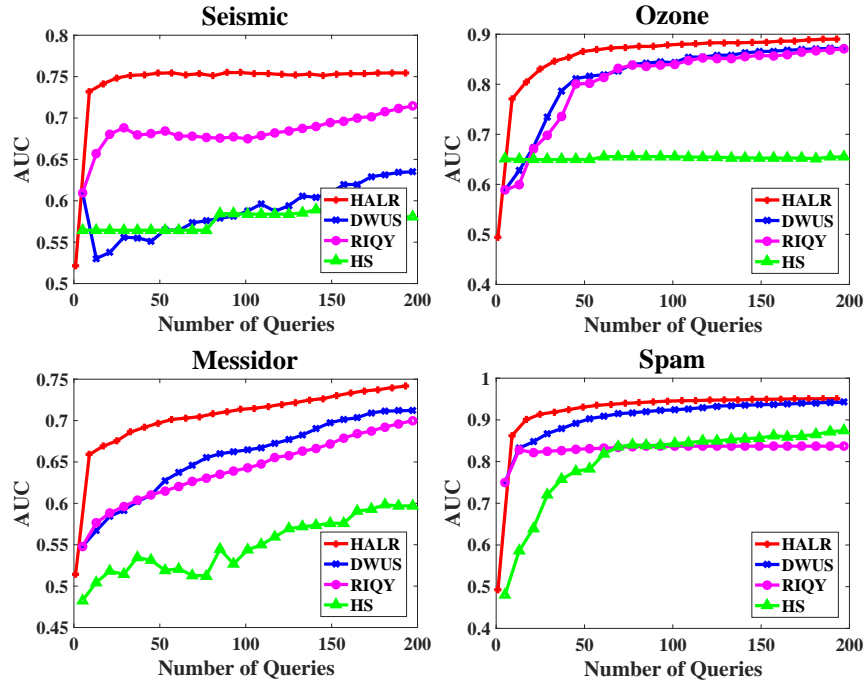 Seismic
0.8
0.75
0.7
0.65
0.6
0.55
0.5
AUC
0 50 100 150 200
Number of Queries
HALR
DWUS
RIQY
HS
Ozone
0.9
0.8
0.7
0.6
0.5
0.4
AUC
0 50 100 150 200
Number of Queries
HALR
DWUS
RIQY
HS
Messidor
0.75
0.7
0.65
0.6
0.55
0.5
0.45
AUC
0 50 100 150 200
Number of Queries
HALR
DWUS
RIQY
HS
Spam
1
0.9
0.8
0.7
0.6
0.5
0.4
AUC
0 50 100 150 200
Number of Queries
HALR
DWUS
RIQY
HS